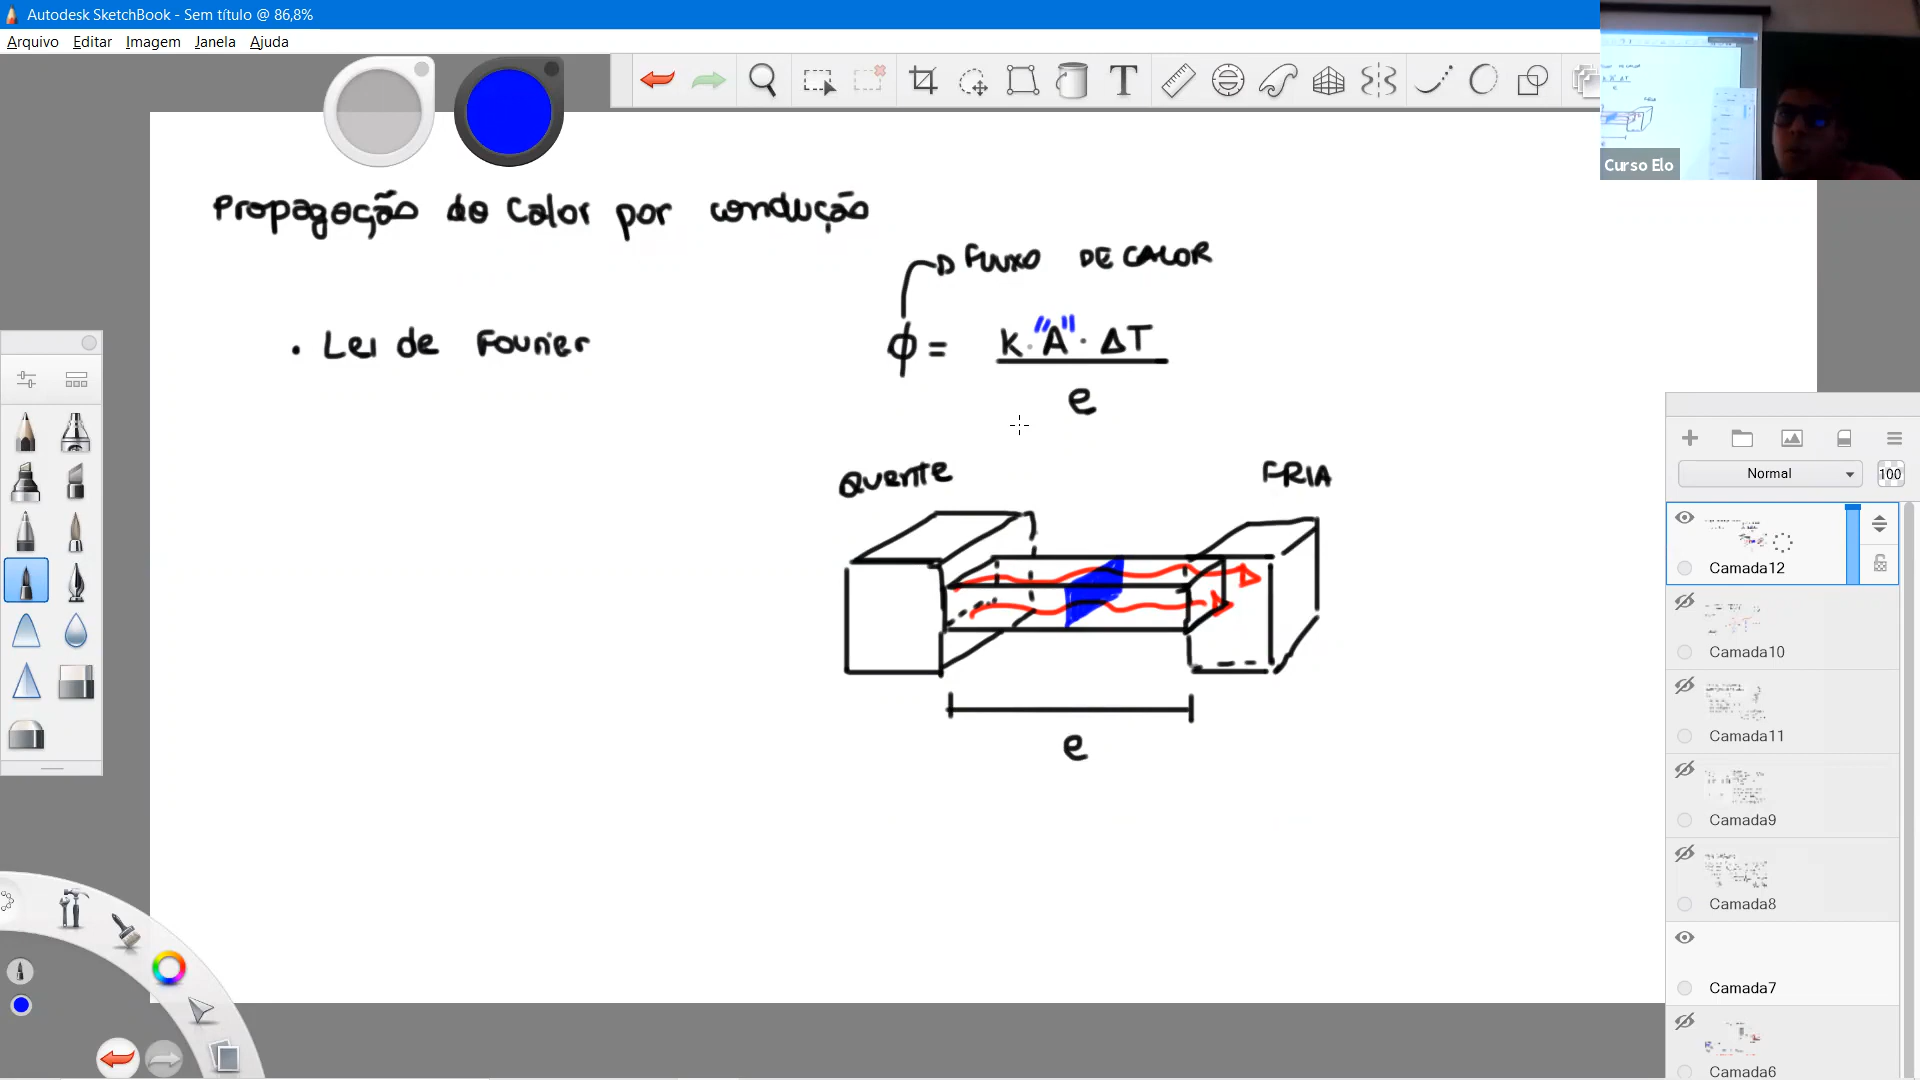 Autodesk SketchBook - Sem título @ 86,8%
Arquivo Editar Imagem Janela Ajuda
Curso Elo
Propagação do Calor por condução
FLUXO DE CALOR
• Lei de Fourier
ϕ = K · "A" · ΔT
e
QUENTE
FRIA
e
Normal 100
Camada12
Camada10
Camada11
Camada9
Camada8
Camada7
Camada6